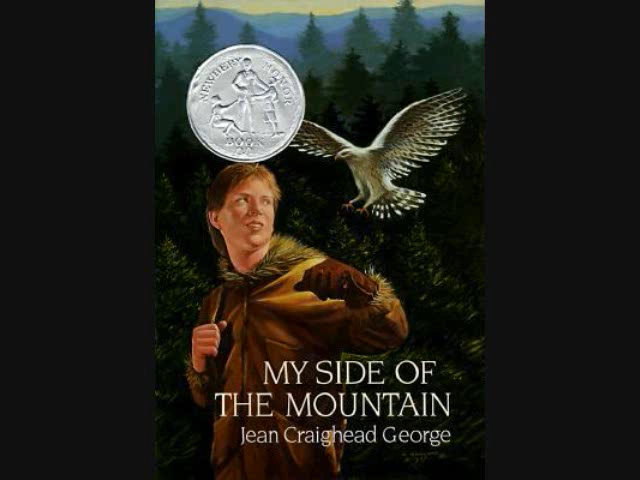 NEWBERY HONOR
BOOK
MY SIDE OF
THE MOUNTAIN
Jean Craighead George